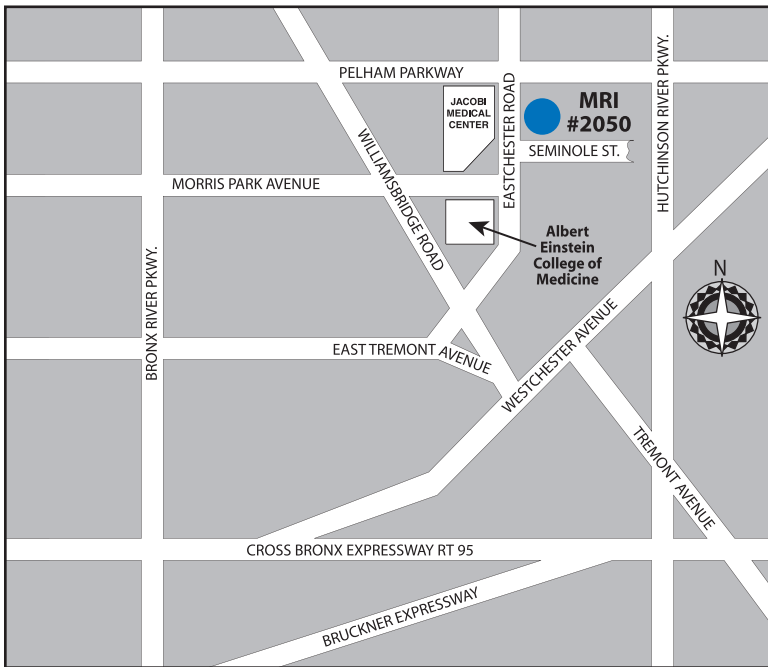 PELHAM PARKWAY
JACOBI
MEDICAL
CENTER
EASTCHESTER ROAD
MRI
#2050
HUTCHINSON RIVER PKWY.
SEMINOLE ST.
WILLIAMSBRIDGE ROAD
MORRIS PARK AVENUE
Albert
Einstein
College of
Medicine
BRONX RIVER PKWY.
N
EAST TREMONT AVENUE
WESTCHESTER AVENUE
TREMONT AVENUE
CROSS BRONX EXPRESSWAY RT 95
BRUCKNER EXPRESSWAY